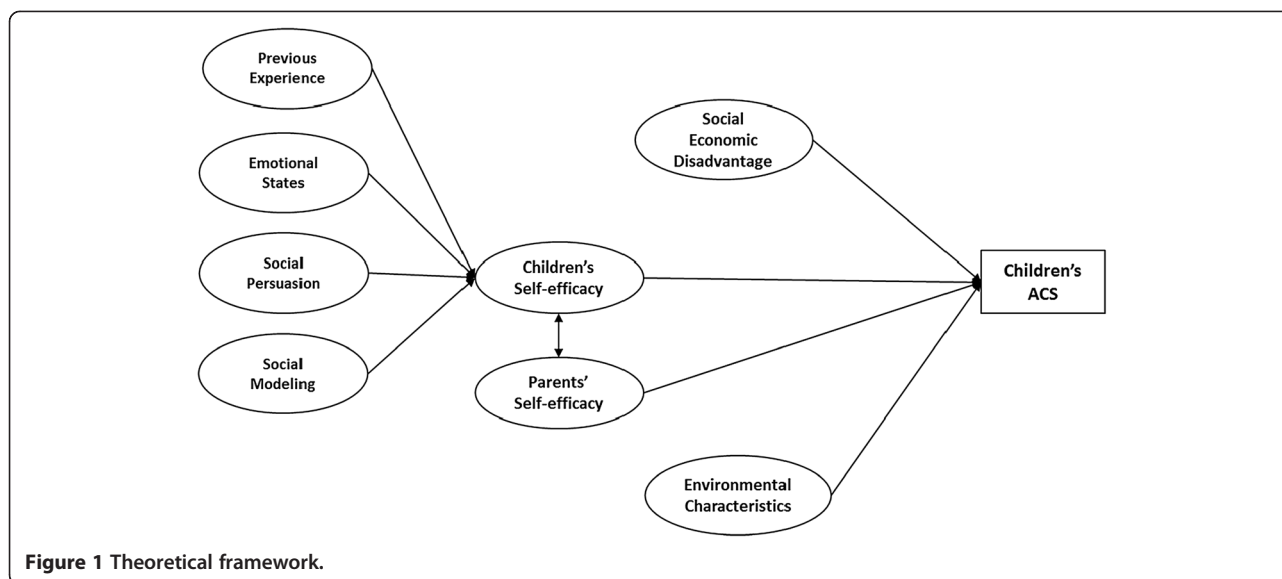 Previous
Experience
Emotional
States
Social
Persuasion
Social
Modeling
Children's
Self-efficacy
Parents'
Self-efficacy
Social
Economic
Disadvantage
Environmental
Characteristics
Children's
ACS
Figure 1 Theoretical framework.